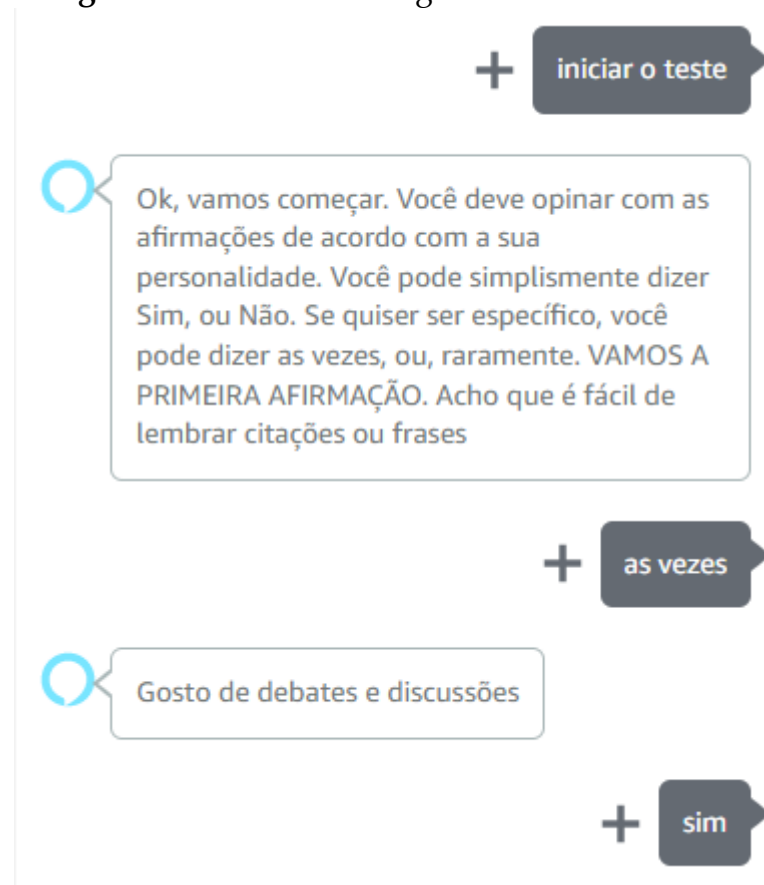 iniciar o teste
Ok, vamos começar. Você deve opinar com as
afirmações de acordo com a sua
personalidade. Você pode simplismente dizer
Sim, ou Não. Se quiser ser específico, você
pode dizer as vezes, ou, raramente. VAMOS A
PRIMEIRA AFIRMAÇÃO. Acho que é fácil de
lembrar citações ou frases
as vezes
Gosto de debates e discussões
sim